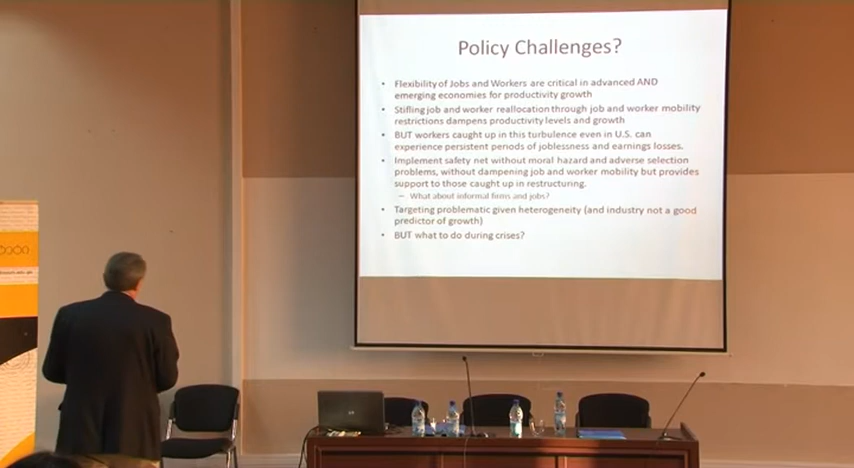 Policy Challenges?
• Flexibility of Jobs and Workers are critical in advanced AND
emerging economies for productivity growth
• Stifling job and worker reallocation through job and worker mobility
restrictions dampens productivity levels and growth
• BUT workers caught up in this turbulence even in U.S. can
experience persistent periods of joblessness and earnings losses.
• Implement safety net without moral hazard and adverse selection
problems, without dampening job and worker mobility but provides
support to those caught up in restructuring.
– What about informal firms and jobs?
• Targeting problematic given heterogeneity (and industry not a good
predictor of growth)
• BUT what to do during crises?